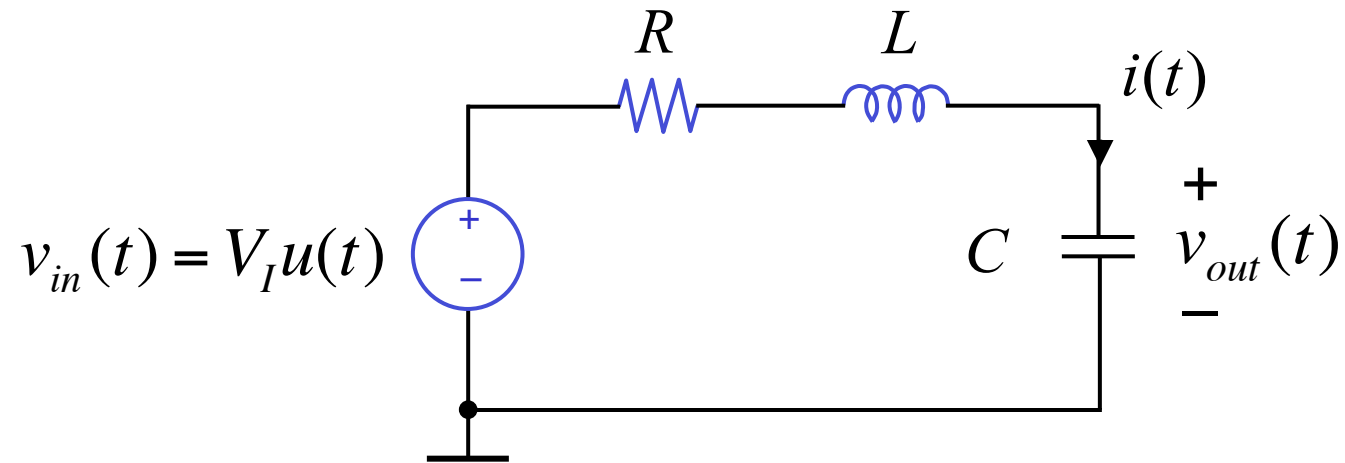 R
L
i(t)
+
v_in(t) = V_I u(t)
+
−
C
v_out(t)
−